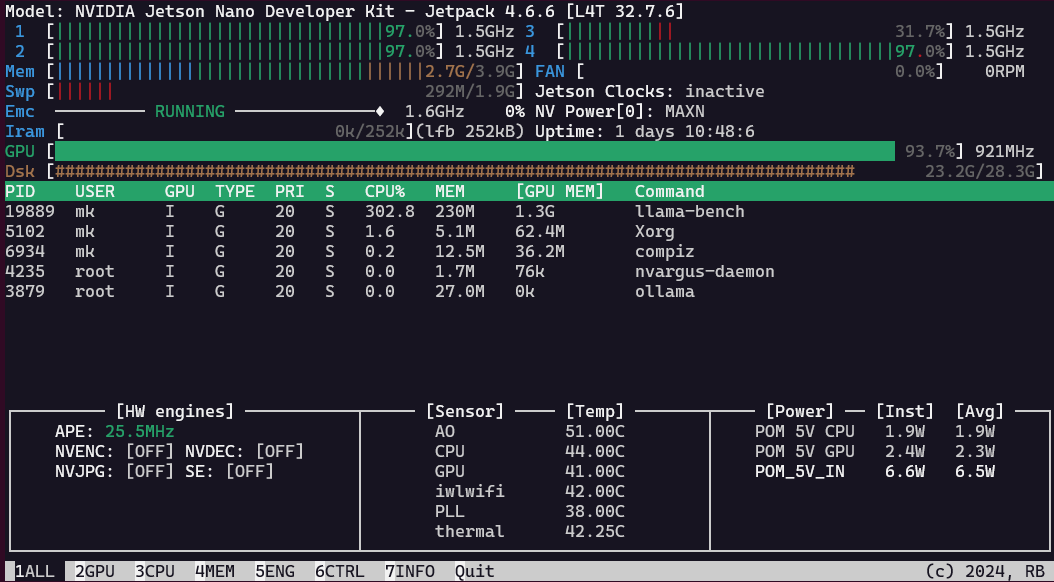 Model: NVIDIA Jetson Nano Developer Kit - Jetpack 4.6.6 [L4T 32.7.6]
1 [97.0%] 1.5GHz 3 [31.7%] 1.5GHz
2 [97.0%] 1.5GHz 4 [97.0%] 1.5GHz
Mem [2.7G/3.9G] FAN [0.0%] 0RPM
Swp [292M/1.9G] Jetson Clocks: inactive
Emc RUNNING 1.6GHz 0% NV Power[0]: MAXN
Iram [0k/252k](lfb 252kB) Uptime: 1 days 10:48:6
GPU [93.7%] 921MHz
Dsk [################################################################################ 23.2G/28.3G]
PID USER GPU TYPE PRI S CPU% MEM [GPU MEM] Command
19889 mk I G 20 S 302.8 230M 1.3G llama-bench
5102 mk I G 20 S 1.6 5.1M 62.4M Xorg
6934 mk I G 20 S 0.2 12.5M 36.2M compiz
4235 root I G 20 S 0.0 1.7M 76k nvargus-daemon
3879 root I G 20 S 0.0 27.0M 0k ollama
[HW engines] [Sensor] [Temp] [Power] [Inst] [Avg]
APE: 25.5MHz AO 51.00C POM 5V CPU 1.9W 1.9W
NVENC: [OFF] NVDEC: [OFF] CPU 44.00C POM 5V GPU 2.4W 2.3W
NVJPG: [OFF] SE: [OFF] GPU 41.00C POM_5V_IN 6.6W 6.5W
iwlwifi 42.00C
PLL 38.00C
thermal 42.25C
1ALL 2GPU 3CPU 4MEM 5ENG 6CTRL 7INFO Quit (c) 2024, RB